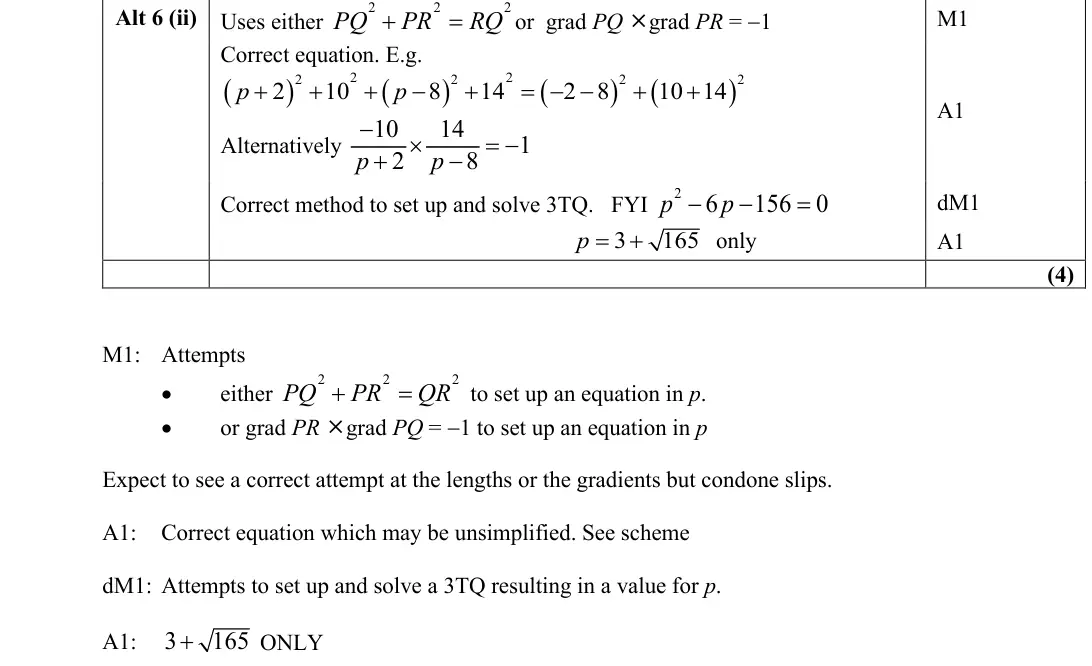 Alt 6 (ii) Uses either PQ² + PR² = RQ² or grad PQ × grad PR = –1 M1
Correct equation. E.g.
(p + 2)² + 10² + (p − 8)² + 14² = (−2 − 8)² + (10 + 14)²
A1
Alternatively −10/(p + 2) × 14/(p − 8) = −1
Correct method to set up and solve 3TQ. FYI p² − 6p − 156 = 0 dM1
p = 3 + √165 only A1
(4)
M1: Attempts
• either PQ² + PR² = QR² to set up an equation in p.
• or grad PR × grad PQ = –1 to set up an equation in p
Expect to see a correct attempt at the lengths or the gradients but condone slips.
A1: Correct equation which may be unsimplified. See scheme
dM1: Attempts to set up and solve a 3TQ resulting in a value for p.
A1: 3 + √165 ONLY